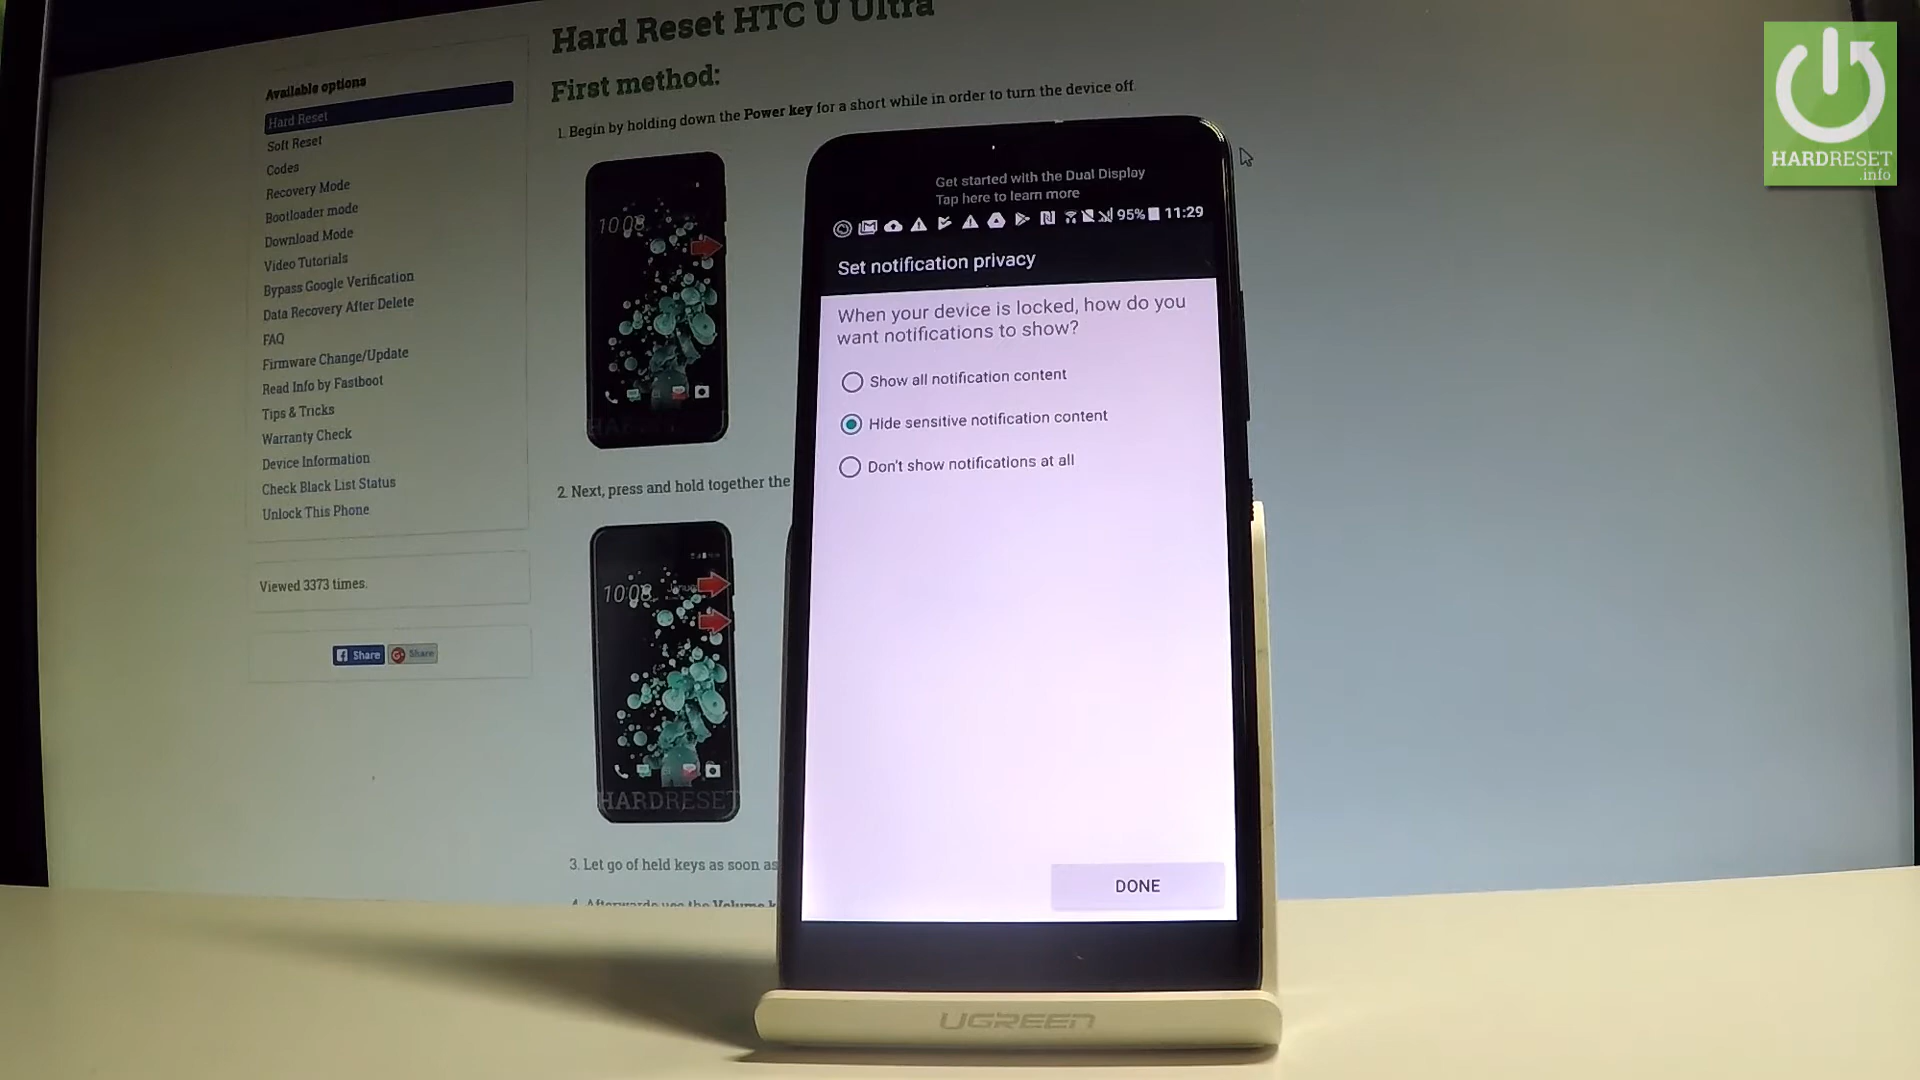 Hard Reset HTC U Ultra
First method:
1. Begin by holding down the Power key for a short while in order to turn the device off.
Available options
Hard Reset
Soft Reset
Codes
Recovery Mode
Bootloader mode
Download Mode
Video Tutorials
Bypass Google Verification
Data Recovery After Delete
FAQ
Firmware Change/Update
Read Info by Fastboot
Tips & Tricks
Warranty Check
Device Information
Check Black List Status
Unlock This Phone
Viewed 3373 times.
Share
Share
10:08
2. Next, press and hold together the
10:08
HARDRESET
3. Let go of held keys as soon as
4. Afterwards use the Volume k
Get started with the Dual Display
Tap here to learn more
95% 11:29
Set notification privacy
When your device is locked, how do you
want notifications to show?
Show all notification content
Hide sensitive notification content
Don't show notifications at all
DONE
UGREEN
HARDRESET
.info